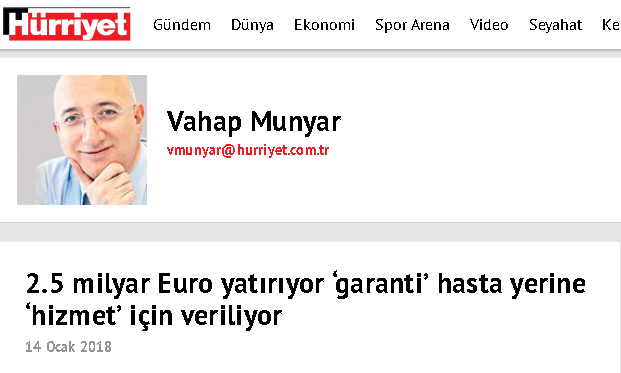 Hürriyet Gündem Dünya Ekonomi Spor Arena Video Seyahat Ke
Vahap Munyar
vmunyar@hurriyet.com.tr
2.5 milyar Euro yatırıyor ‘garanti’ hasta yerine
‘hizmet’ için veriliyor
14 Ocak 2018